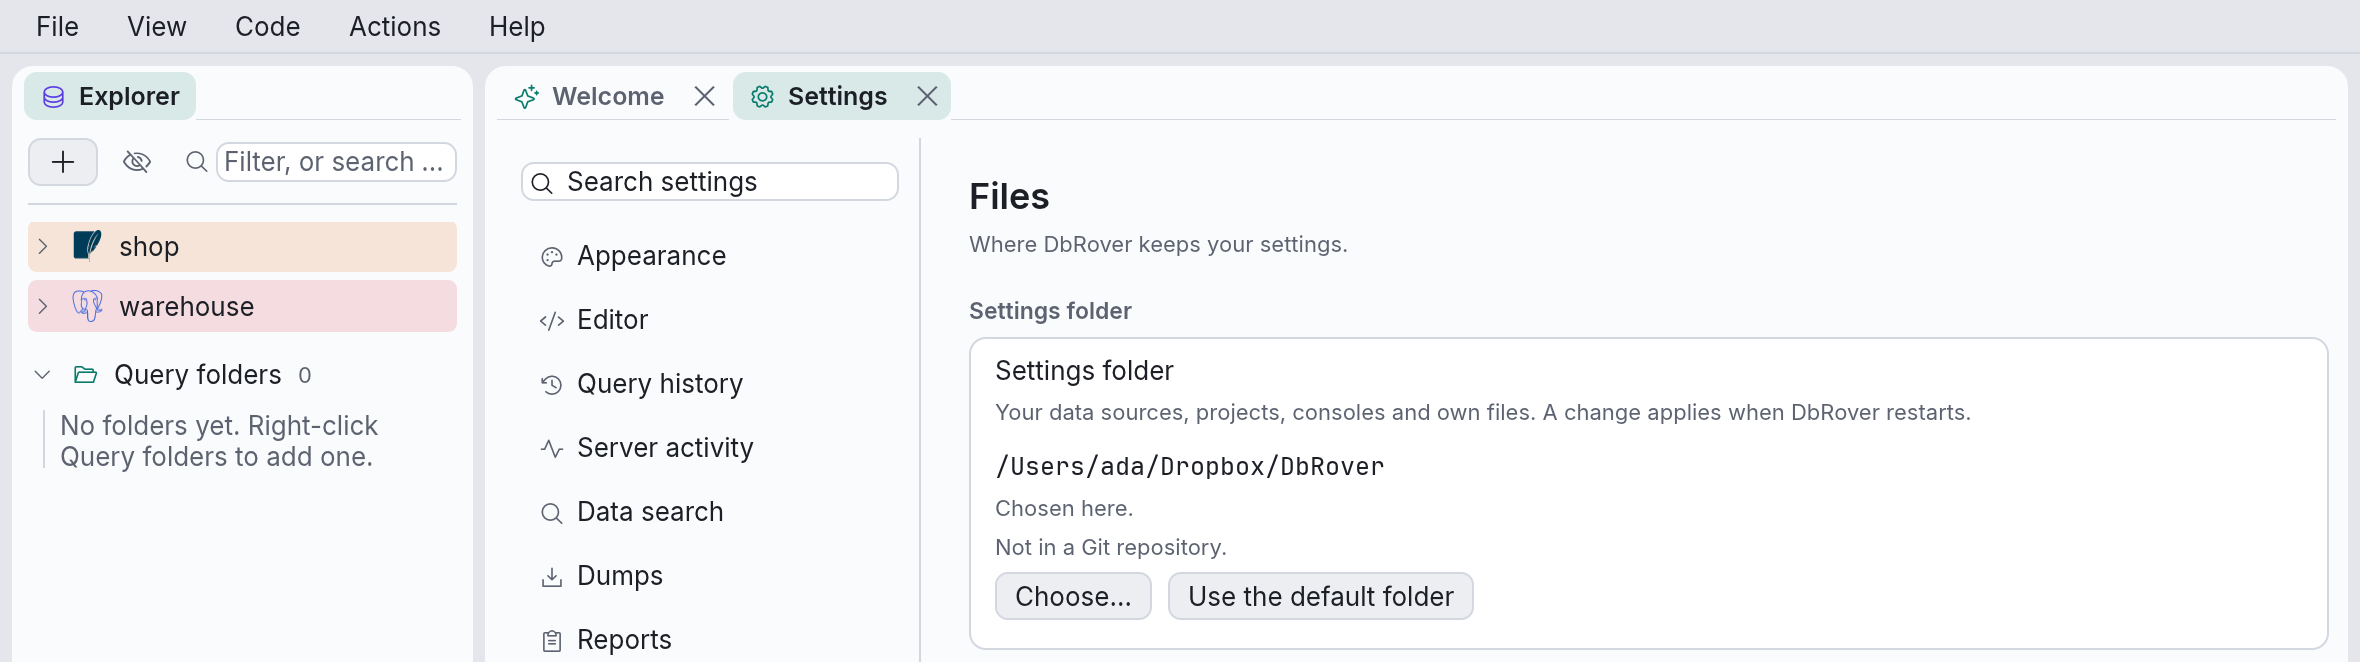 File View Code Actions Help
Explorer
Filter, or search ...
shop
warehouse
Query folders 0
No folders yet. Right-click
Query folders to add one.
Welcome
Settings
Search settings
Appearance
Editor
Query history
Server activity
Data search
Dumps
Reports
Files
Where DbRover keeps your settings.
Settings folder
Settings folder
Your data sources, projects, consoles and own files. A change applies when DbRover restarts.
/Users/ada/Dropbox/DbRover
Chosen here.
Not in a Git repository.
Choose... Use the default folder